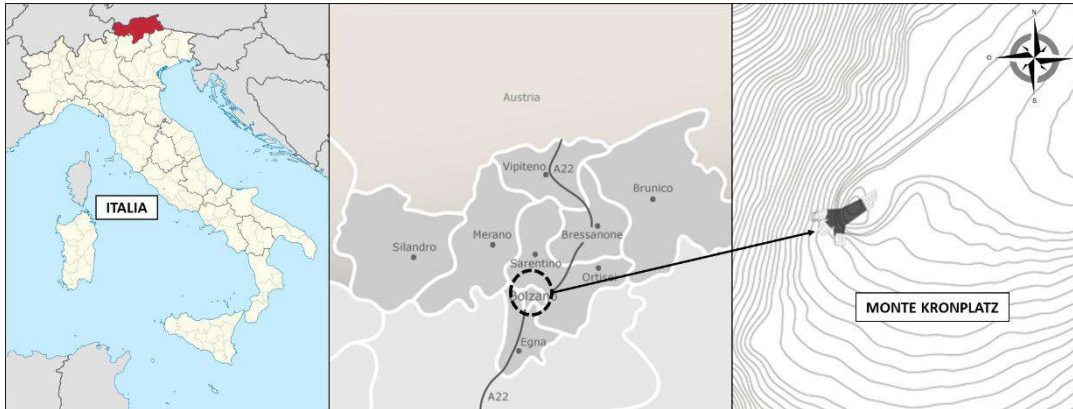 ITALIA
Austria
Vipiteno
A22
Brunico
Merano
Bressanone
Silandro
Sarentino
Ortisei
Bolzano
Egna
A22
N
O
E
S
MONTE KRONPLATZ